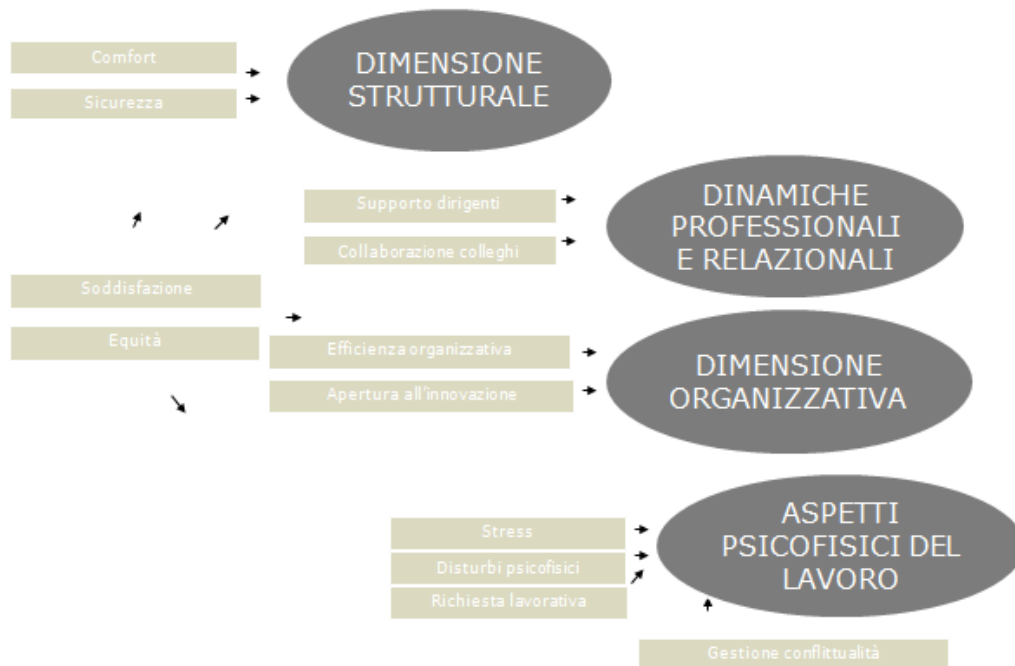 Comfort
Sicurezza
DIMENSIONE
STRUTTURALE
Supporto dirigenti
Collaborazione colleghi
DINAMICHE
PROFESSIONALI
E RELAZIONALI
Soddisfazione
Equità
Efficienza organizzativa
Apertura all'innovazione
DIMENSIONE
ORGANIZZATIVA
Stress
Disturbi psicofisici
Richiesta lavorativa
ASPETTI
PSICOFISICI DEL
LAVORO
Gestione conflittualità